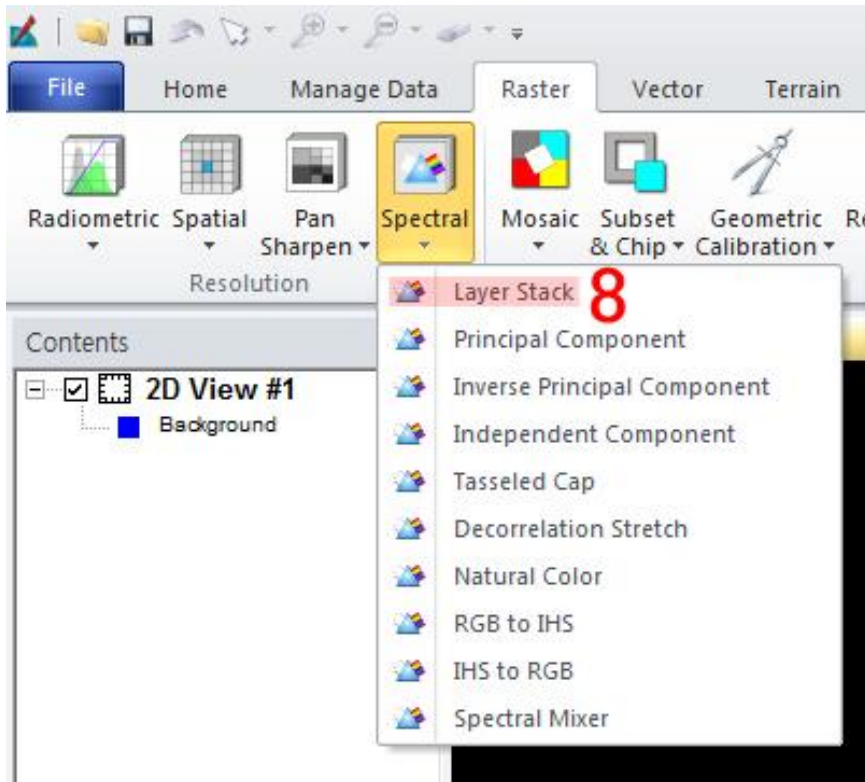 File Home Manage Data Raster Vector Terrain
Radiometric Spatial Pan Sharpen Spectral Mosaic Subset & Chip Geometric Calibration
Resolution
Layer Stack 8
Principal Component
Inverse Principal Component
Independent Component
Tasseled Cap
Decorrelation Stretch
Natural Color
RGB to IHS
IHS to RGB
Spectral Mixer
Contents
2D View #1
Background